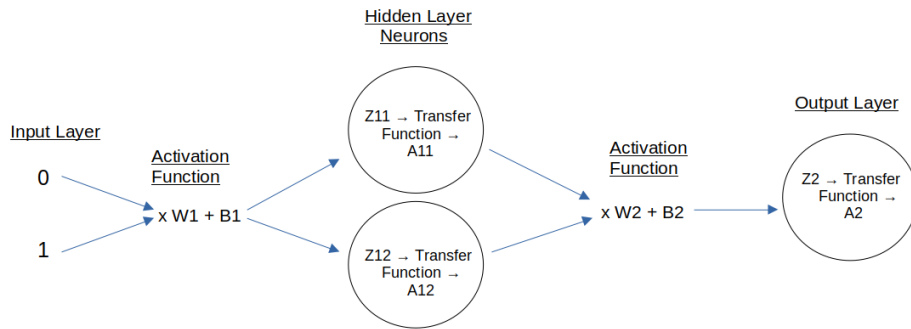 Hidden Layer
Neurons
Output Layer
Input Layer
Activation
Function
Activation
Function
0
1
x W1 + B1
Z11 → Transfer
Function →
A11
Z12 → Transfer
Function →
A12
x W2 + B2
Z2 → Transfer
Function →
A2